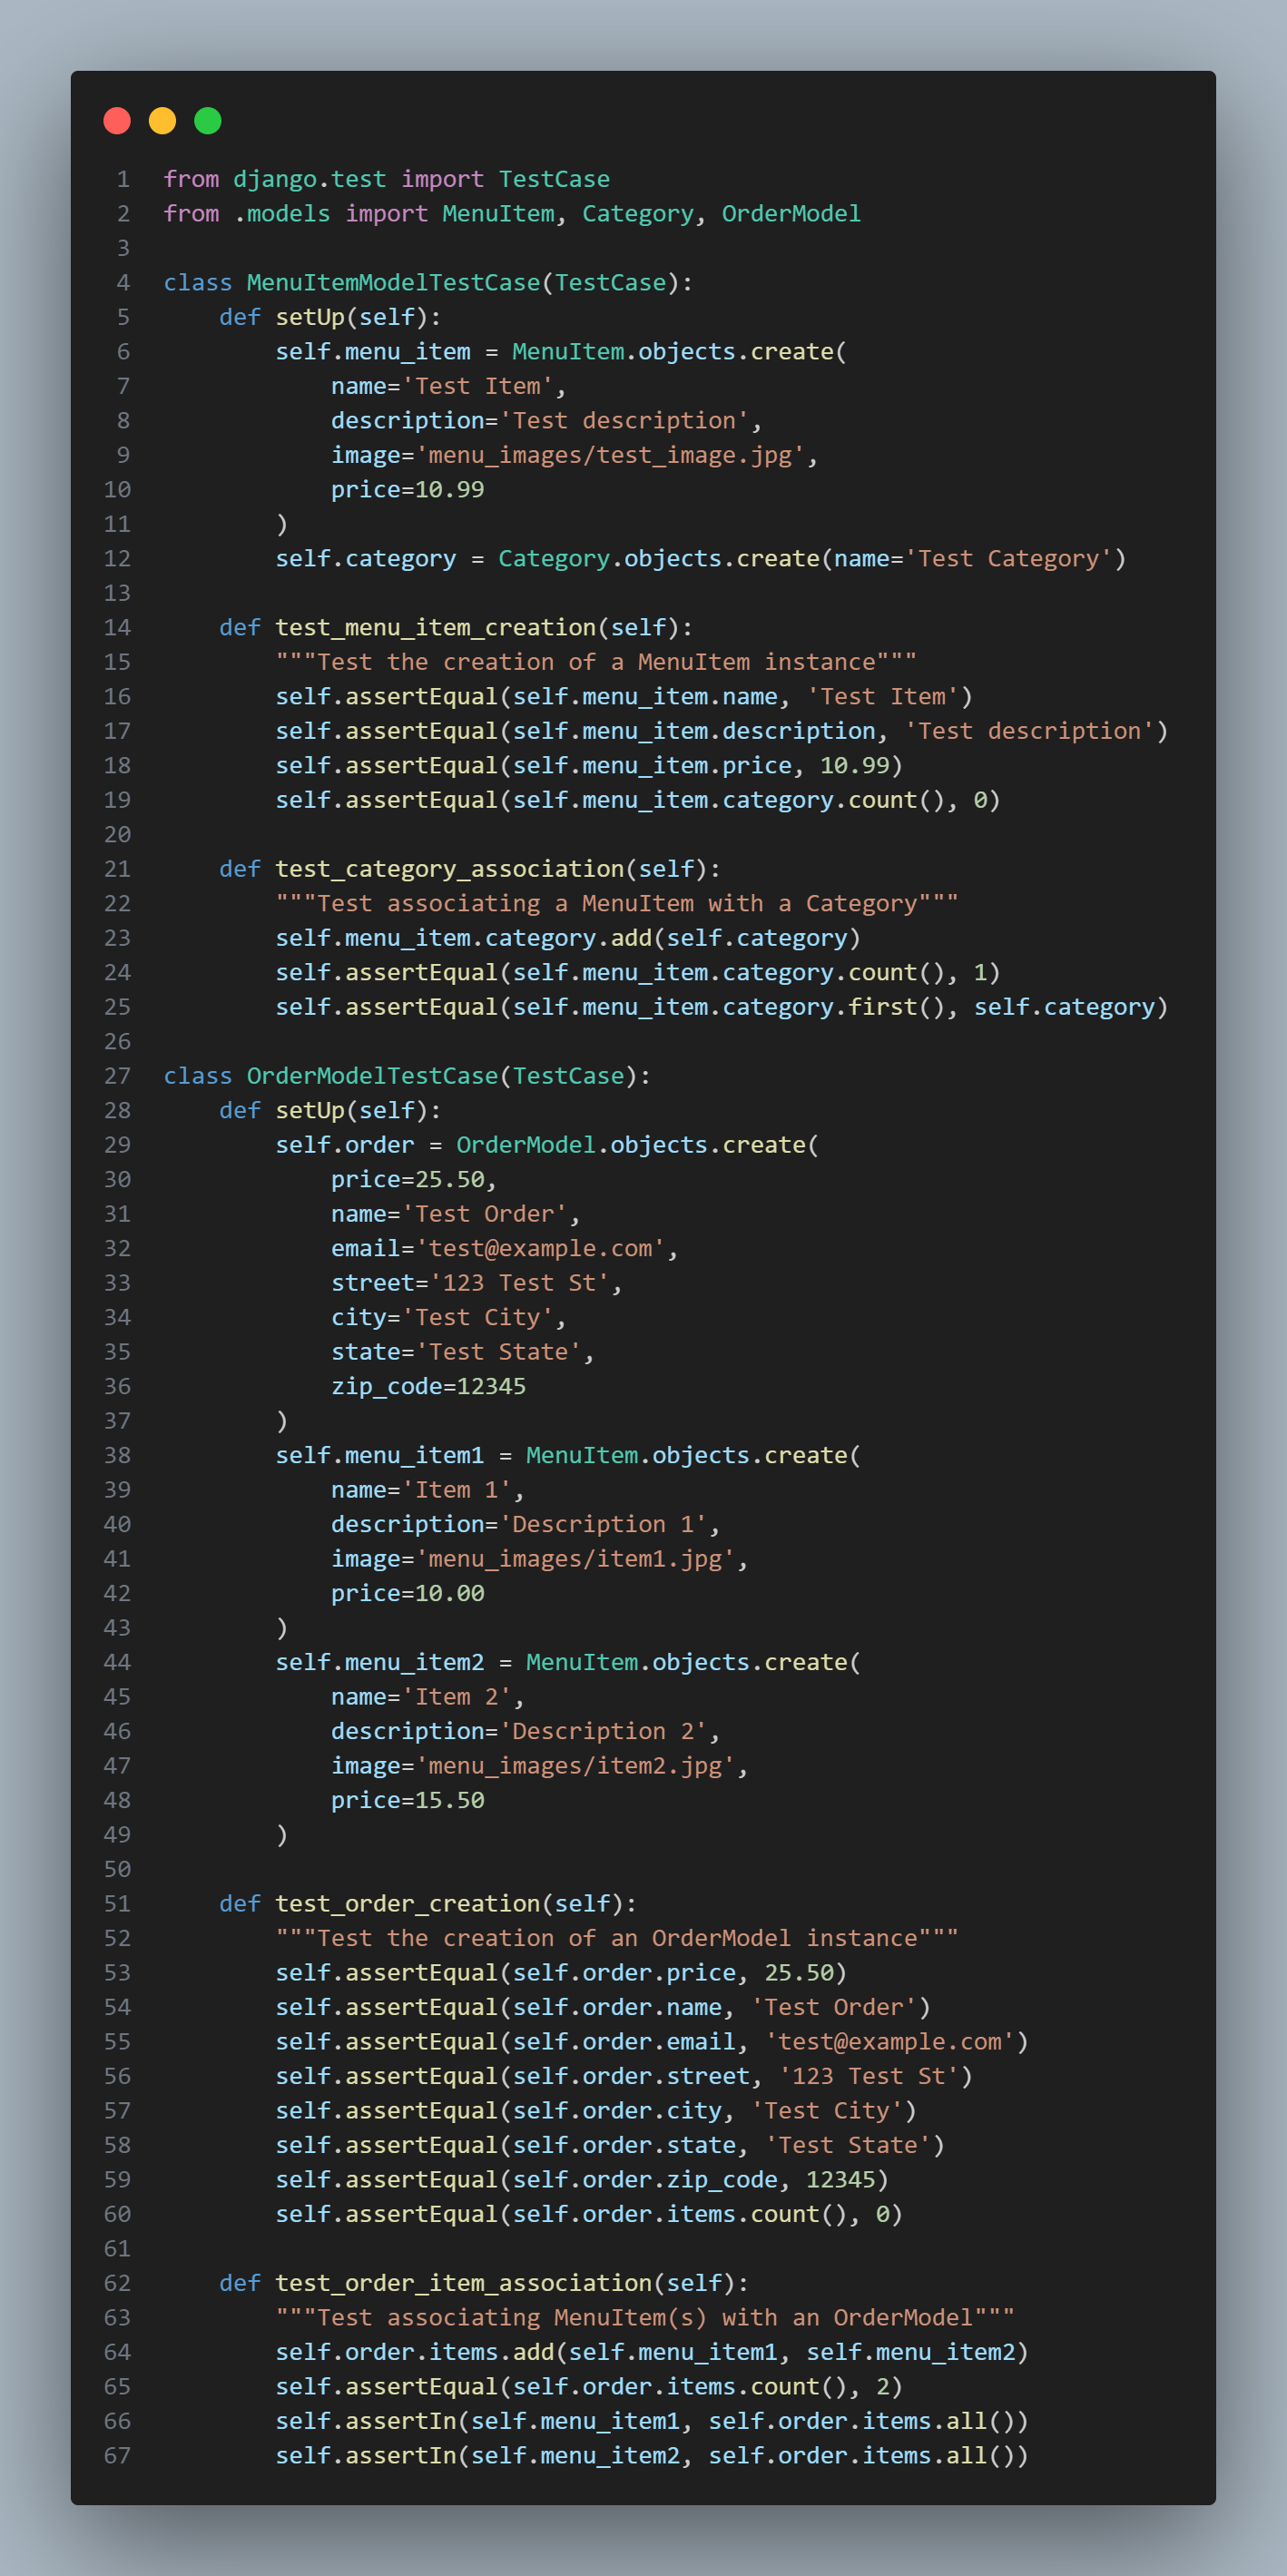 1 from django.test import TestCase
2 from .models import MenuItem, Category, OrderModel
3
4 class MenuItemModelTestCase(TestCase):
5     def setUp(self):
6         self.menu_item = MenuItem.objects.create(
7             name='Test Item',
8             description='Test description',
9             image='menu_images/test_image.jpg',
10             price=10.99
11         )
12         self.category = Category.objects.create(name='Test Category')
13
14     def test_menu_item_creation(self):
15         """Test the creation of a MenuItem instance"""
16         self.assertEqual(self.menu_item.name, 'Test Item')
17         self.assertEqual(self.menu_item.description, 'Test description')
18         self.assertEqual(self.menu_item.price, 10.99)
19         self.assertEqual(self.menu_item.category.count(), 0)
20
21     def test_category_association(self):
22         """Test associating a MenuItem with a Category"""
23         self.menu_item.category.add(self.category)
24         self.assertEqual(self.menu_item.category.count(), 1)
25         self.assertEqual(self.menu_item.category.first(), self.category)
26
27 class OrderModelTestCase(TestCase):
28     def setUp(self):
29         self.order = OrderModel.objects.create(
30             price=25.50,
31             name='Test Order',
32             email='test@example.com',
33             street='123 Test St',
34             city='Test City',
35             state='Test State',
36             zip_code=12345
37         )
38         self.menu_item1 = MenuItem.objects.create(
39             name='Item 1',
40             description='Description 1',
41             image='menu_images/item1.jpg',
42             price=10.00
43         )
44         self.menu_item2 = MenuItem.objects.create(
45             name='Item 2',
46             description='Description 2',
47             image='menu_images/item2.jpg',
48             price=15.50
49         )
50
51     def test_order_creation(self):
52         """Test the creation of an OrderModel instance"""
53         self.assertEqual(self.order.price, 25.50)
54         self.assertEqual(self.order.name, 'Test Order')
55         self.assertEqual(self.order.email, 'test@example.com')
56         self.assertEqual(self.order.street, '123 Test St')
57         self.assertEqual(self.order.city, 'Test City')
58         self.assertEqual(self.order.state, 'Test State')
59         self.assertEqual(self.order.zip_code, 12345)
60         self.assertEqual(self.order.items.count(), 0)
61
62     def test_order_item_association(self):
63         """Test associating MenuItem(s) with an OrderModel"""
64         self.order.items.add(self.menu_item1, self.menu_item2)
65         self.assertEqual(self.order.items.count(), 2)
66         self.assertIn(self.menu_item1, self.order.items.all())
67         self.assertIn(self.menu_item2, self.order.items.all())